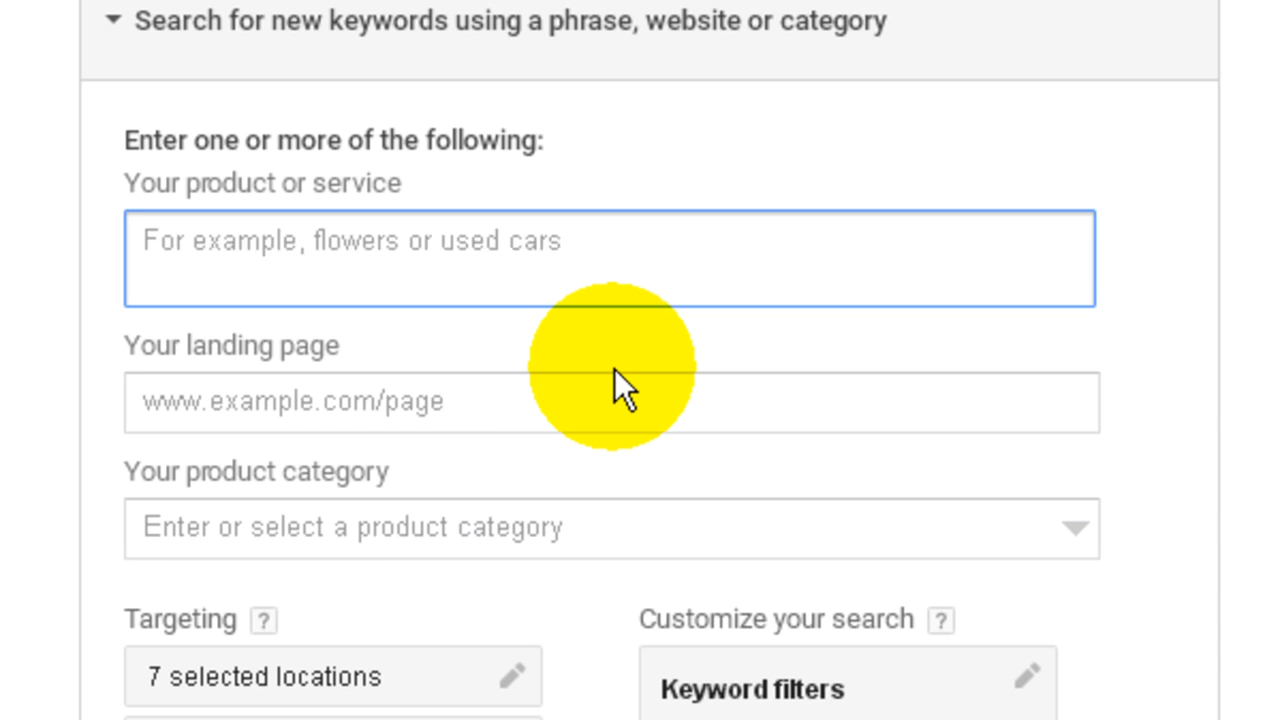 Search for new keywords using a phrase, website or category
Enter one or more of the following:
Your product or service
For example, flowers or used cars
Your landing page
www.example.com/page
Your product category
Enter or select a product category
Targeting ?
Customize your search ?
7 selected locations
Keyword filters